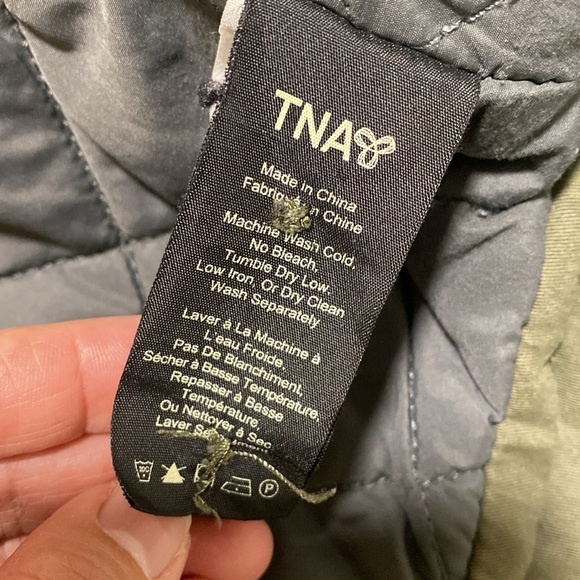 TNA
Made in China
Fabriqué en Chine
Machine Wash Cold,
No Bleach,
Tumble Dry Low,
Low Iron, Or Dry Clean
Wash Separately
Laver à La Machine à
L'eau Froide,
Pas De Blanchiment,
Sécher à Basse Température,
Repasser à Basse
Température,
Ou Nettoyer à Sec
Laver
P